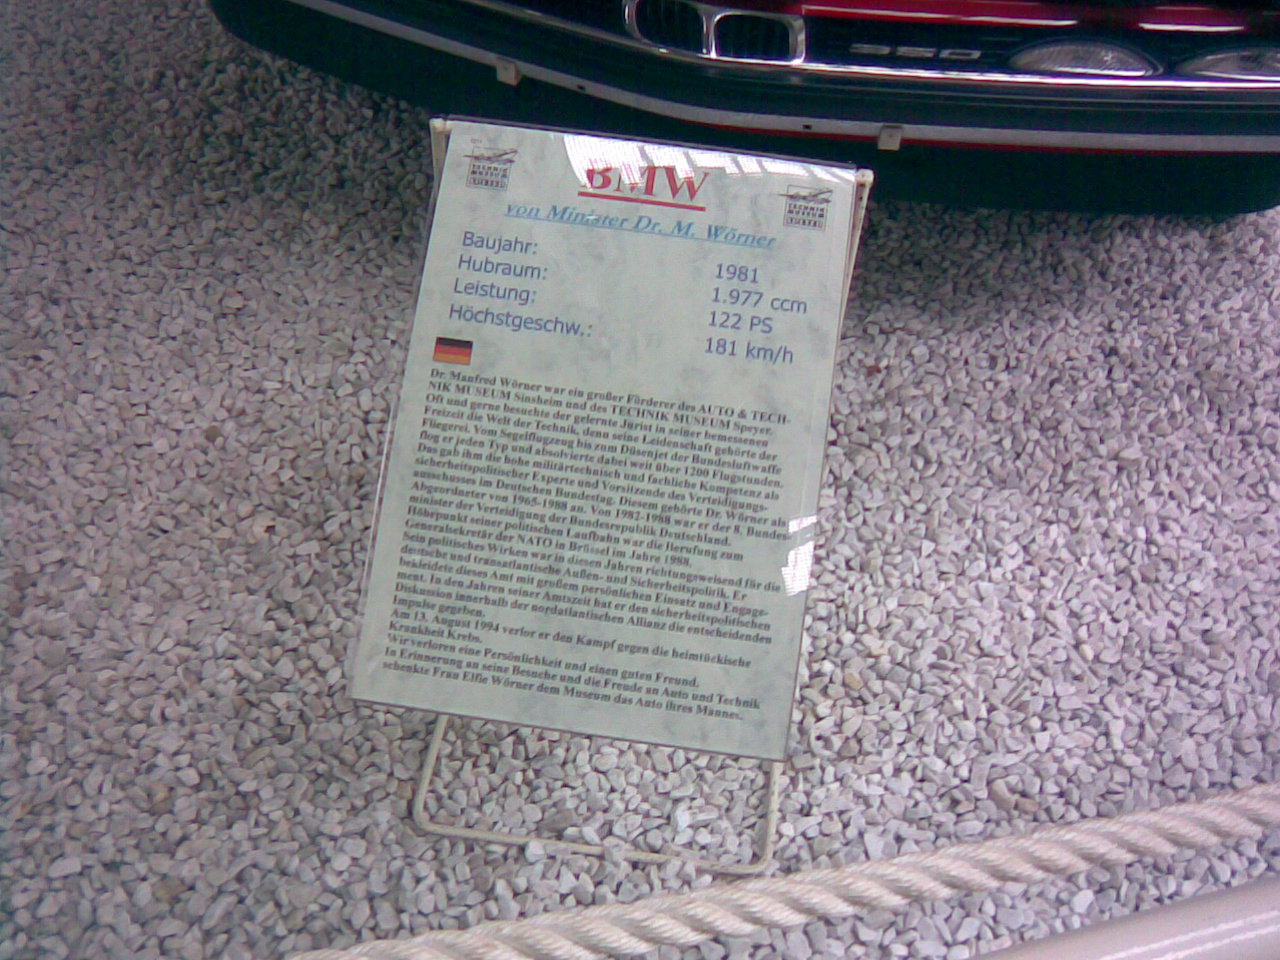 320
TECHNIK
MUSEUM
SPEYER
TECHNIK
MUSEUM
SPEYER
BMW
von Minister Dr. M. Wörner
Baujahr: 1981
Hubraum: 1.977 ccm
Leistung: 122 PS
Höchstgeschw.: 181 km/h
Dr. Manfred Wörner war ein großer Förderer des AUTO & TECH-
NIK MUSEUM Sinsheim und des TECHNIK MUSEUM Speyer.
Oft und gerne besuchte der gelernte Jurist in seiner bemessenen
Freizeit die Welt der Technik, denn seine Leidenschaft gehörte der
Fliegerei. Vom Segelflugzeug bis zum Düsenjet der Bundesluftwaffe
flog er jeden Typ und absolvierte dabei weit über 1200 Flugstunden.
Das gab ihm die hohe militärtechnisch und fachliche Kompetenz als
sicherheitspolitischer Experte und Vorsitzende des Verteidigungs-
ausschusses im Deutschen Bundestag. Diesem gehörte Dr. Wörner als
Abgeordneter von 1965-1988 an. Von 1982-1988 war er der 8. Bundes-
minister der Verteidigung der Bundesrepublik Deutschland.
Höhepunkt seiner politischen Laufbahn war die Berufung zum
Generalsekretär der NATO in Brüssel im Jahre 1988.
Sein politisches Wirken war in diesen Jahren richtungsweisend für die
deutsche und transatlantische Außen- und Sicherheitspolitik. Er
bekleidete dieses Amt mit großem persönlichen Einsatz und Engage-
ment. In den Jahren seiner Amtszeit hat er den sicherheitspolitischen
Diskussion innerhalb der nordatlantischen Allianz die entscheidenden
Impulse gegeben.
Am 13. August 1994 verlor er den Kampf gegen die heimtückische
Krankheit Krebs.
Wir verloren eine Persönlichkeit und einen guten Freund.
In Erinnerung an seine Besuche und die Freude an Auto und Technik
schenkte Frau Elfie Wörner dem Museum das Auto ihres Mannes.